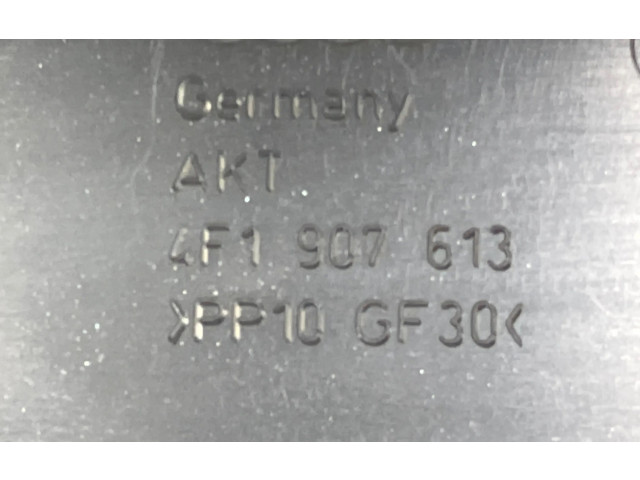 Germany
AKT
4F1 907 613
>PP10 GF30<